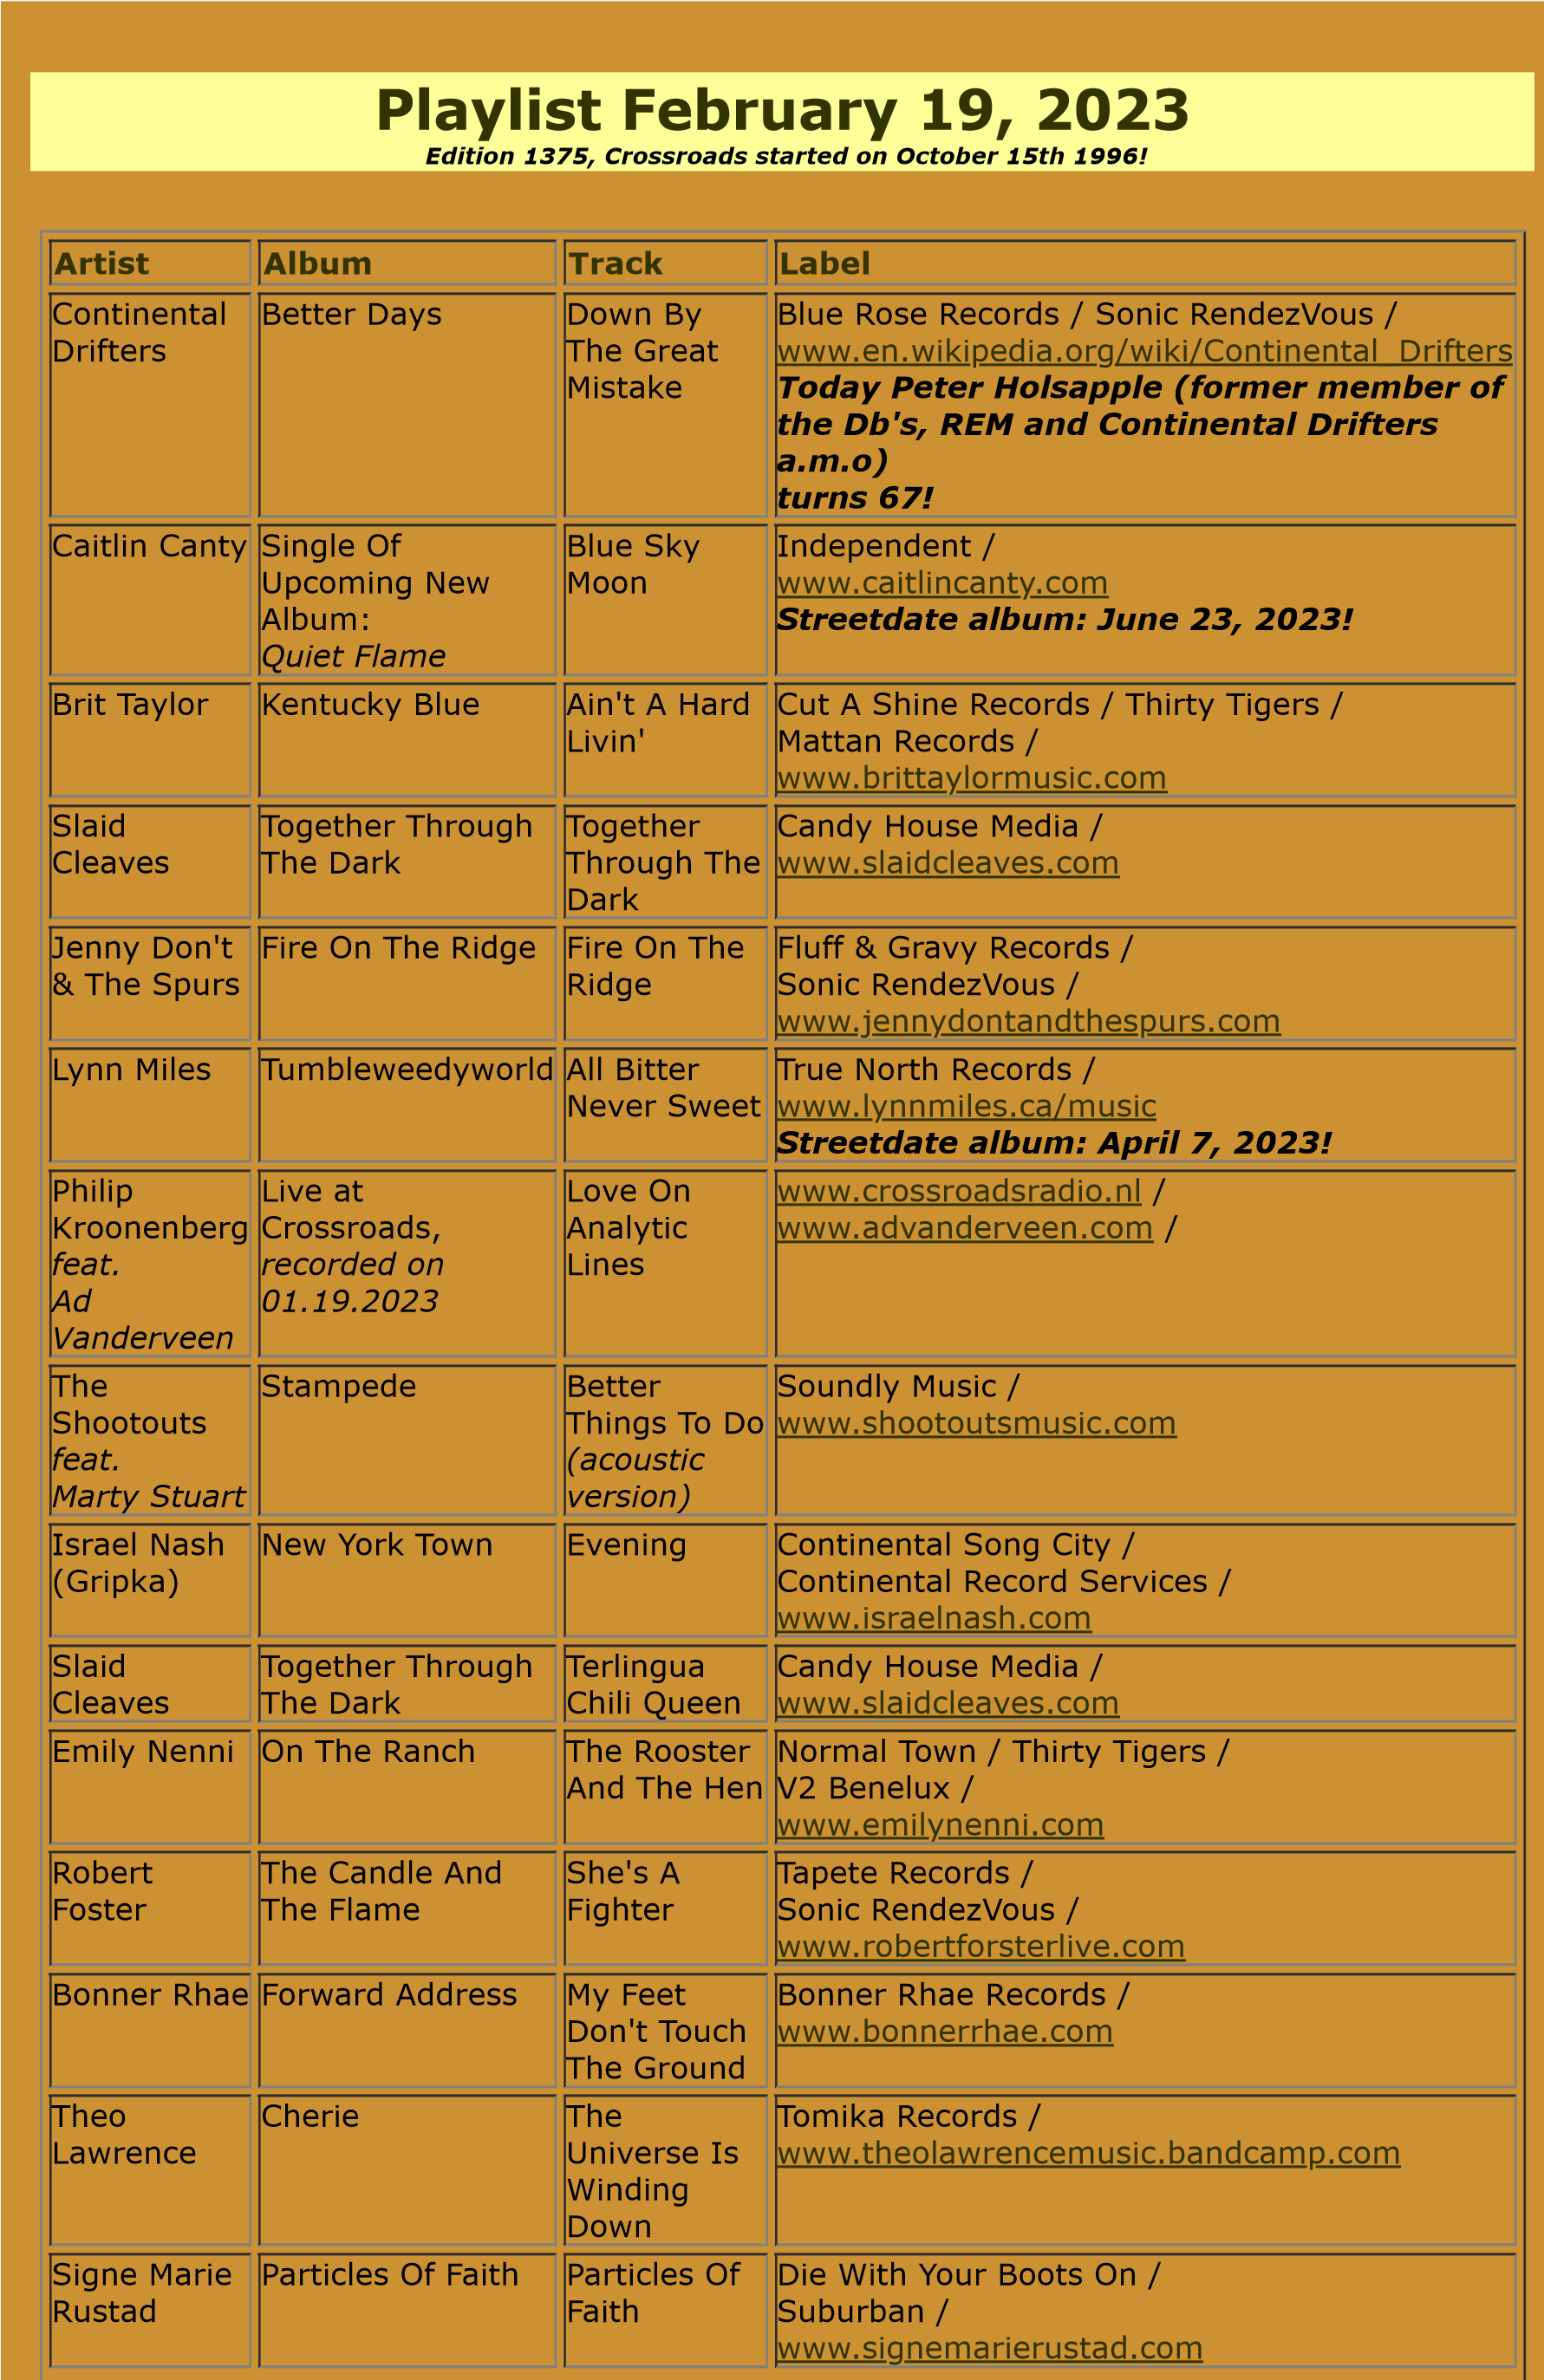 Playlist February 19, 2023
Edition 1375, Crossroads started on October 15th 1996!
Artist
Album
Track
Label
Continental
Drifters
Better Days
Down By
The Great
Mistake
Blue Rose Records / Sonic RendezVous /
www.en.wikipedia.org/wiki/Continental_Drifters
Today Peter Holsapple (former member of
the Db's, REM and Continental Drifters
a.m.o)
turns 67!
Caitlin Canty
Single Of
Upcoming New
Album:
Quiet Flame
Blue Sky
Moon
Independent /
www.caitlincanty.com
Streetdate album: June 23, 2023!
Brit Taylor
Kentucky Blue
Ain't A Hard
Livin'
Cut A Shine Records / Thirty Tigers /
Mattan Records /
www.brittaylormusic.com
Slaid
Cleaves
Together Through
The Dark
Together
Through The
Dark
Candy House Media /
www.slaidcleaves.com
Jenny Don't
& The Spurs
Fire On The Ridge
Fire On The
Ridge
Fluff & Gravy Records /
Sonic RendezVous /
www.jennydontandthespurs.com
Lynn Miles
Tumbleweedyworld
All Bitter
Never Sweet
True North Records /
www.lynnmiles.ca/music
Streetdate album: April 7, 2023!
Philip
Kroonenberg
feat.
Ad
Vanderveen
Live at
Crossroads,
recorded on
01.19.2023
Love On
Analytic
Lines
www.crossroadsradio.nl /
www.advanderveen.com /
The
Shootouts
feat.
Marty Stuart
Stampede
Better
Things To Do
(acoustic
version)
Soundly Music /
www.shootoutsmusic.com
Israel Nash
(Gripka)
New York Town
Evening
Continental Song City /
Continental Record Services /
www.israelnash.com
Slaid
Cleaves
Together Through
The Dark
Terlingua
Chili Queen
Candy House Media /
www.slaidcleaves.com
Emily Nenni
On The Ranch
The Rooster
And The Hen
Normal Town / Thirty Tigers /
V2 Benelux /
www.emilynenni.com
Robert
Foster
The Candle And
The Flame
She's A
Fighter
Tapete Records /
Sonic RendezVous /
www.robertforsterlive.com
Bonner Rhae
Forward Address
My Feet
Don't Touch
The Ground
Bonner Rhae Records /
www.bonnerrhae.com
Theo
Lawrence
Cherie
The
Universe Is
Winding
Down
Tomika Records /
www.theolawrencemusic.bandcamp.com
Signe Marie
Rustad
Particles Of Faith
Particles Of
Faith
Die With Your Boots On /
Suburban /
www.signemarierustad.com